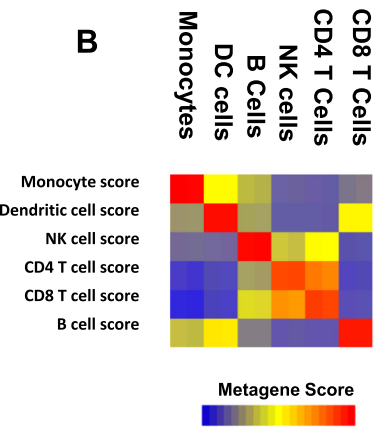 B
Monocytes
DC cells
B Cells
NK cells
CD4 T Cells
CD8 T Cells
Monocyte score
Dendritic cell score
NK cell score
CD4 T cell score
CD8 T cell score
B cell score
Metagene Score